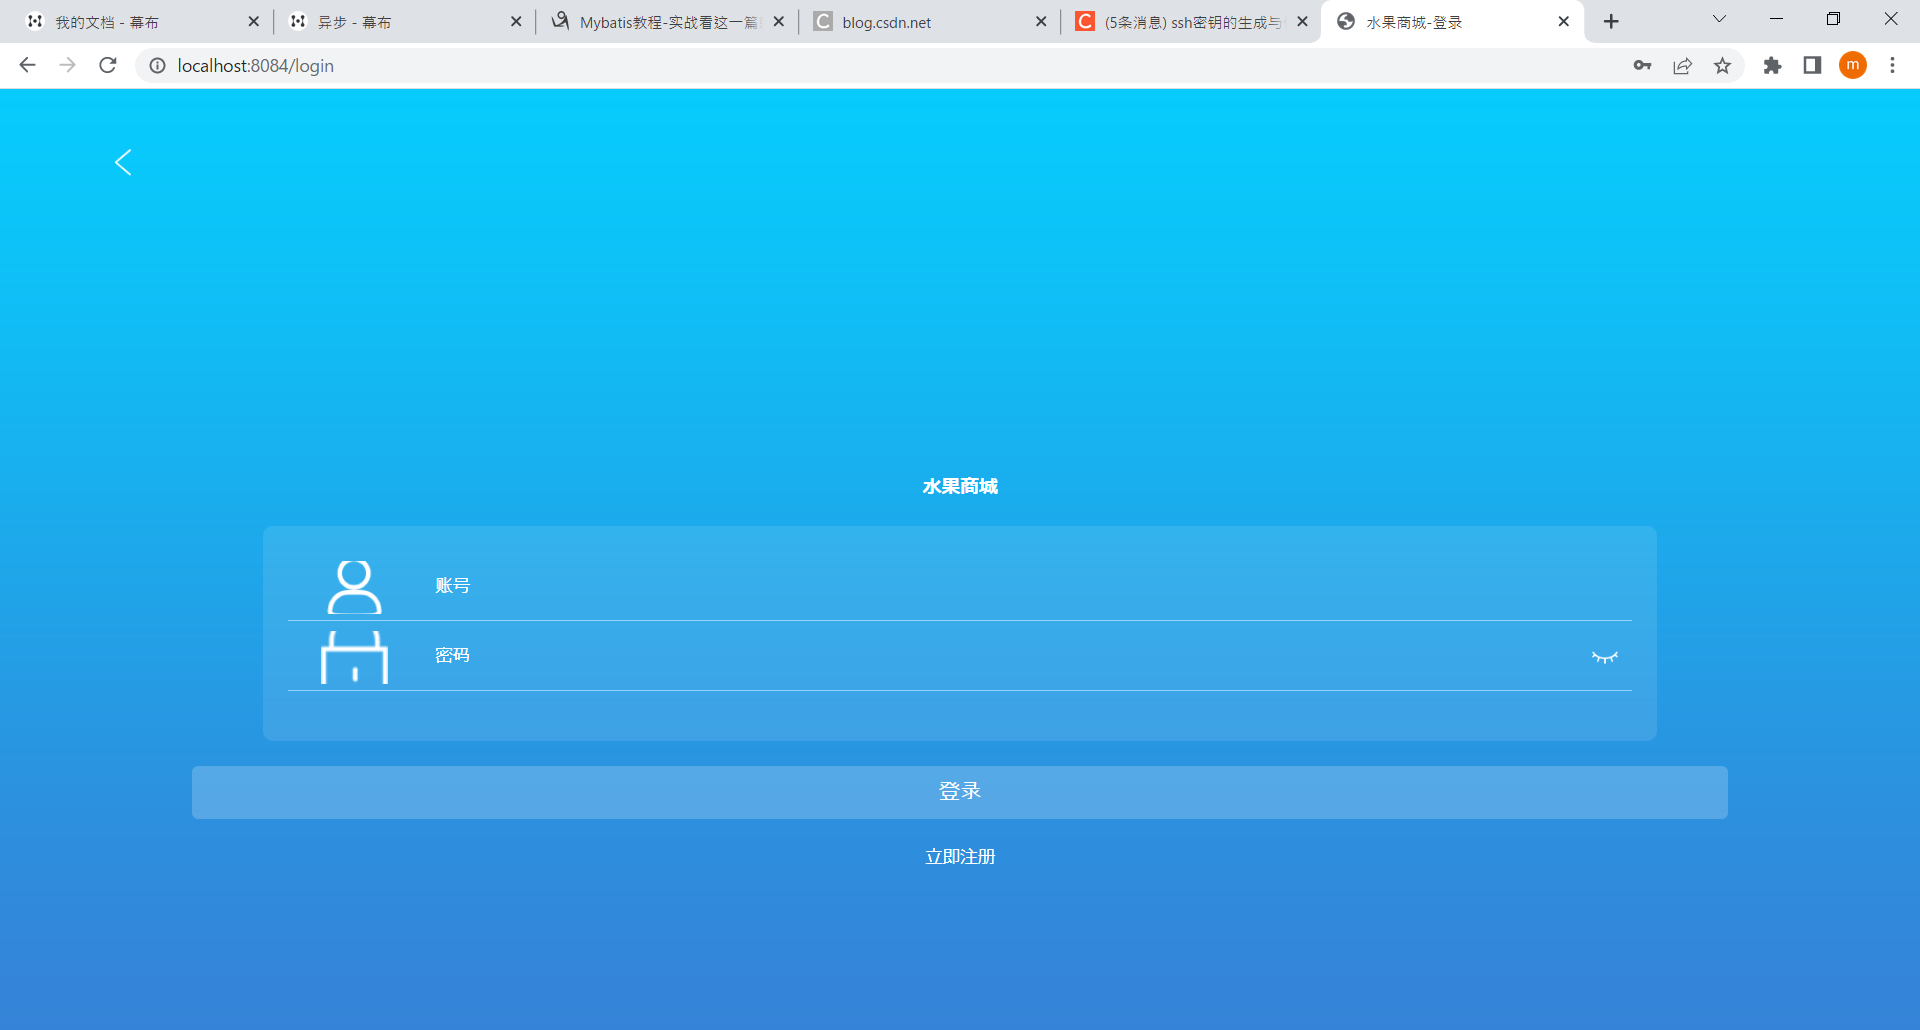 我的文档 - 幕布
异步 - 幕布
Mybatis教程-实战看这一篇
blog.csdn.net
(5条消息) ssh密钥的生成与
水果商城-登录
localhost:8084/login
m
水果商城
账号
密码
登录
立即注册